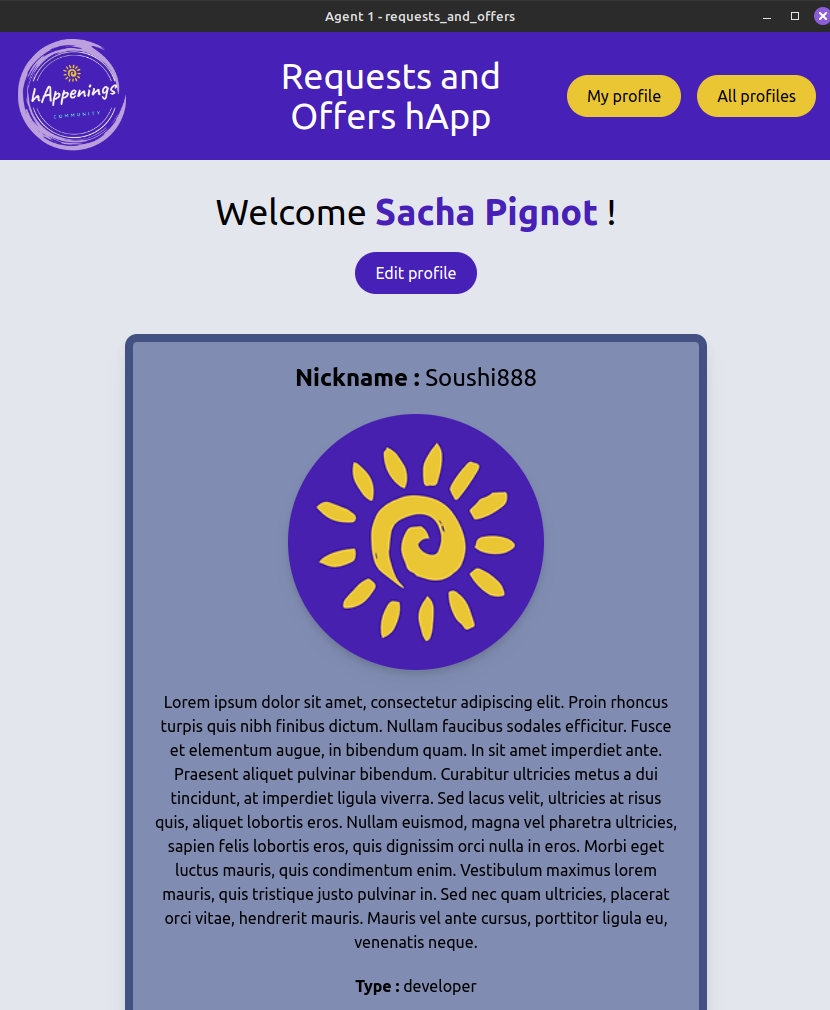 Agent 1 - requests_and_offers
hAppenings
COMMUNITY
Requests and
Offers hApp
My profile
All profiles
Welcome Sacha Pignot !
Edit profile
Nickname : Soushi888
Lorem ipsum dolor sit amet, consectetur adipiscing elit. Proin rhoncus
turpis quis nibh finibus dictum. Nullam faucibus sodales efficitur. Fusce
et elementum augue, in bibendum quam. In sit amet imperdiet ante.
Praesent aliquet pulvinar bibendum. Curabitur ultricies metus a dui
tincidunt, at imperdiet ligula viverra. Sed lacus velit, ultricies at risus
quis, aliquet lobortis eros. Nullam euismod, magna vel pharetra ultricies,
sapien felis lobortis eros, quis dignissim orci nulla in eros. Morbi eget
luctus mauris, quis condimentum enim. Vestibulum maximus lorem
mauris, quis tristique justo pulvinar in. Sed nec quam ultricies, placerat
orci vitae, hendrerit mauris. Mauris vel ante cursus, porttitor ligula eu,
venenatis neque.
Type : developer